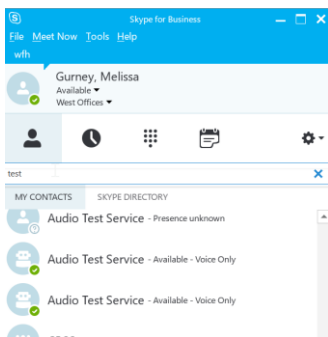 Skype for Business
File Meet Now Tools Help
wfh
Gurney, Melissa
Available
West Offices
test
MY CONTACTS SKYPE DIRECTORY
Audio Test Service - Presence unknown
Audio Test Service - Available - Voice Only
Audio Test Service - Available - Voice Only